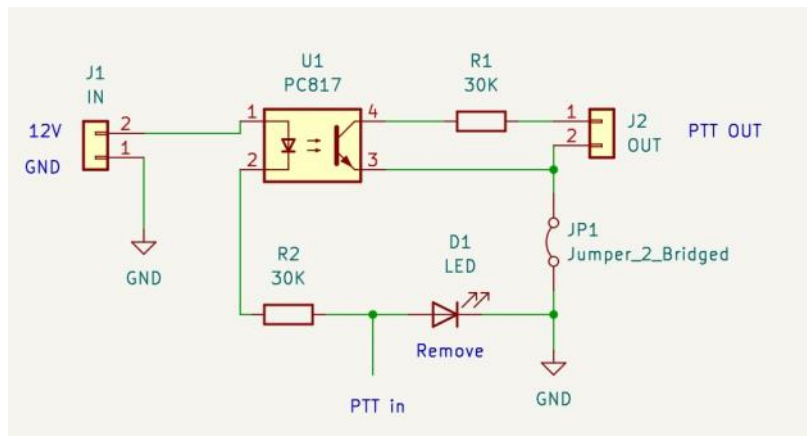 J1
IN
12V
GND
2
1
GND
U1
PC817
1
2
4
3
R1
30K
1
2
J2
OUT
PTT OUT
JP1
Jumper_2_Bridged
R2
30K
D1
LED
Remove
PTT in
GND